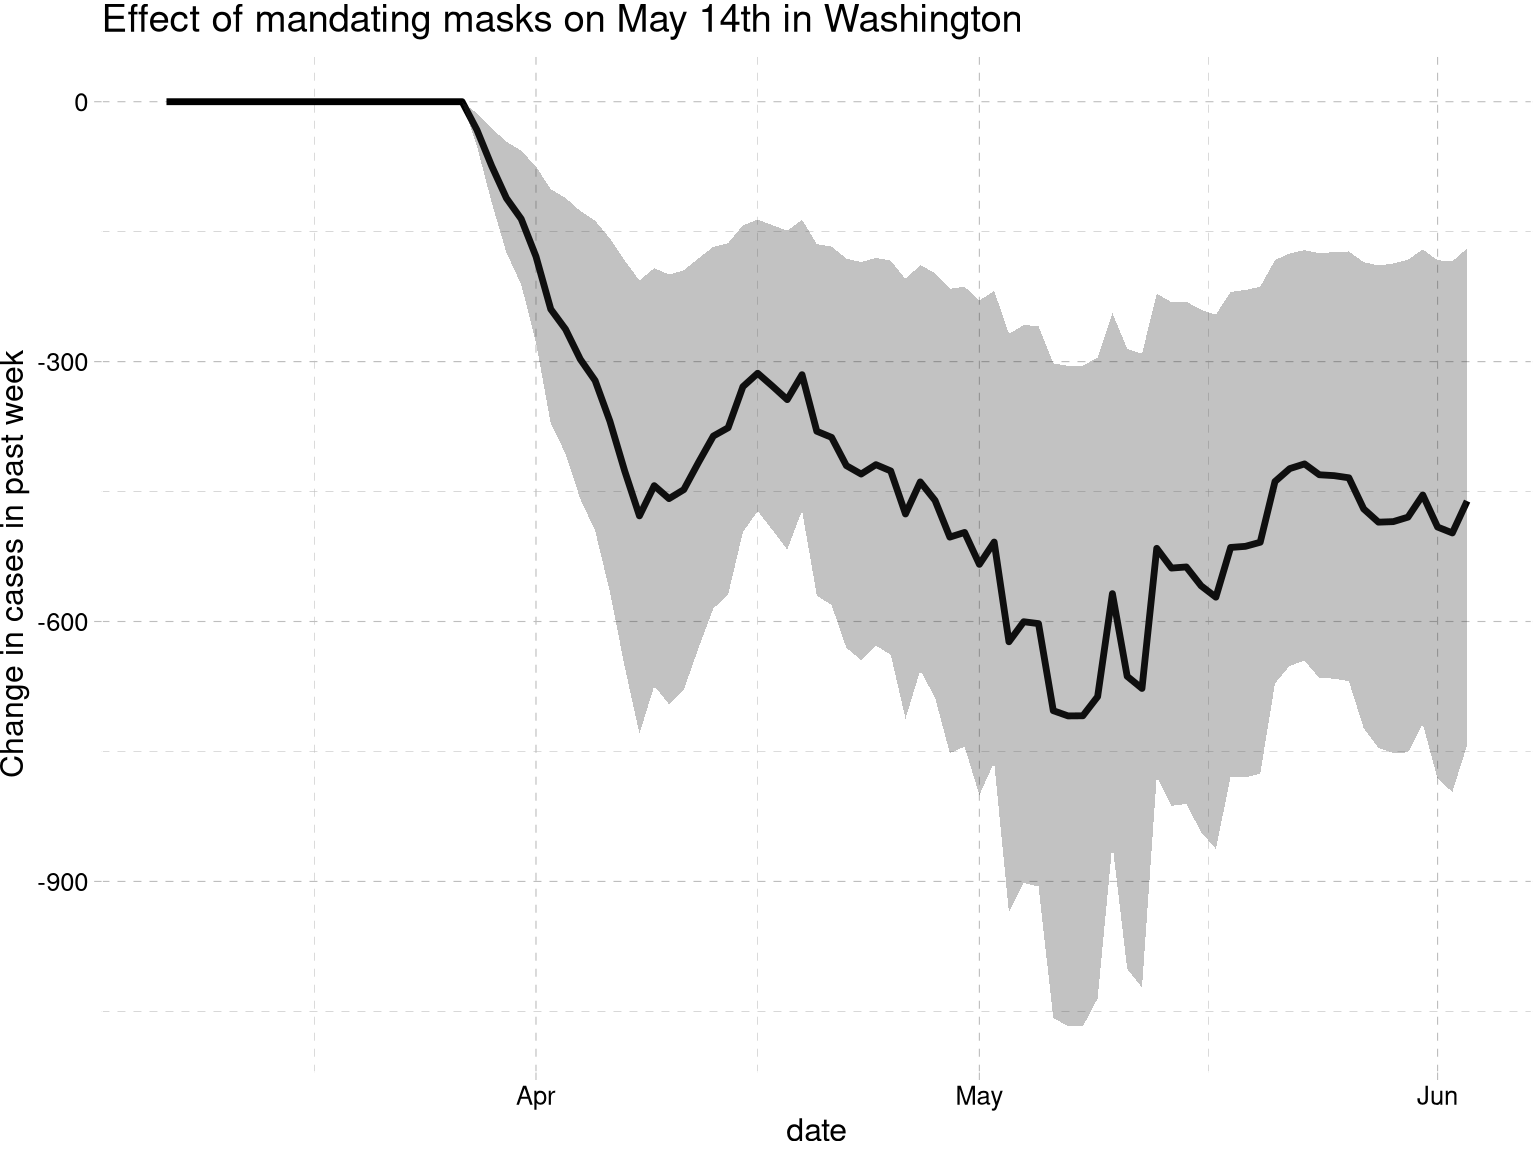 Effect of mandating masks on May 14th in Washington
Change in cases in past week
0
-300
-600
-900
Apr
May
Jun
date